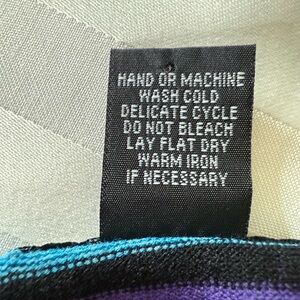 HAND OR MACHINE
WASH COLD
DELICATE CYCLE
DO NOT BLEACH
LAY FLAT DRY
WARM IRON
IF NECESSARY